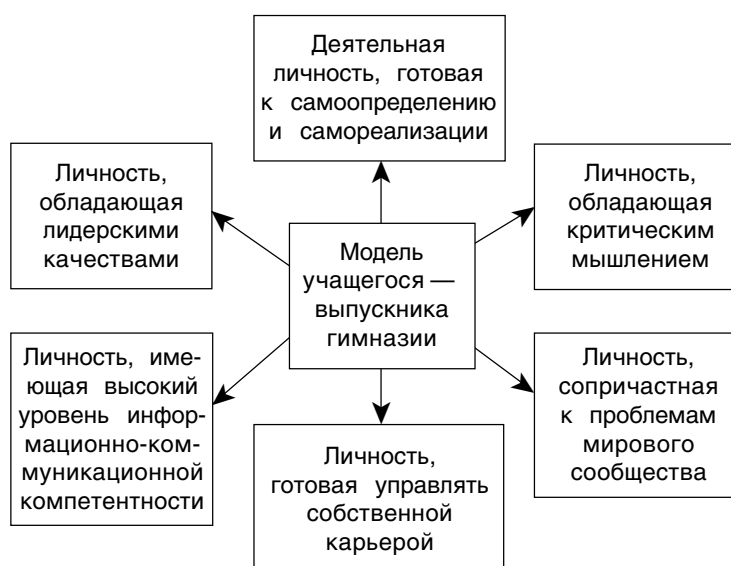 Деятельная
личность, готовая
к самоопределению
и самореализации
Личность,
обладающая
лидерскими
качествами
Личность,
обладающая
критическим
мышлением
Модель
учащегося —
выпускника
гимназии
Личность, име-
ющая высокий
уровень инфор-
мационно-ком-
муникационной
компетентности
Личность,
сопричастная
к проблемам
мирового
сообщества
Личность,
готовая управлять
собственной
карьерой